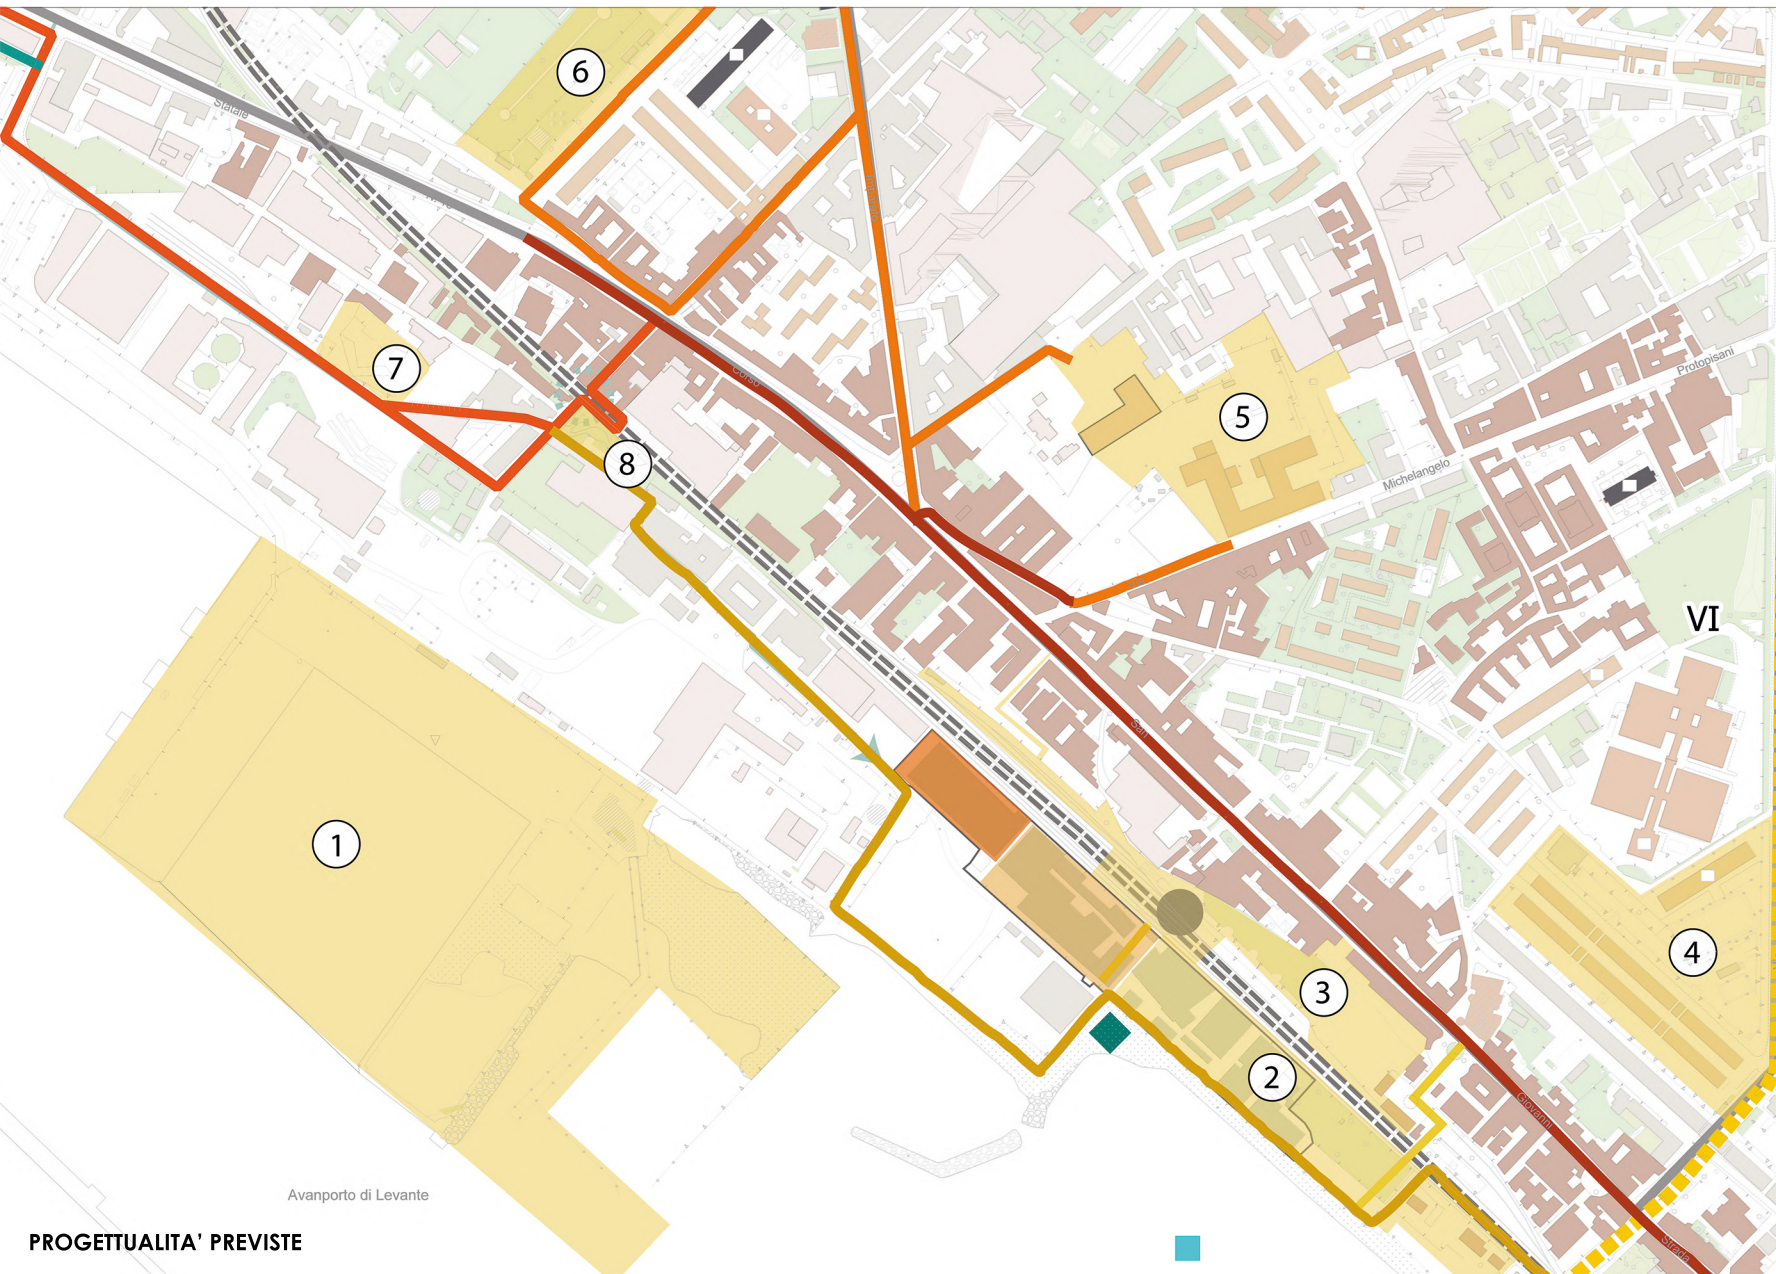 6
Statale
Protopisani
7
Corso
5
8
Michelangelo
VI
San
1
4
3
2
Giovanni
Avanporto di Levante
PROGETTUALITA’ PREVISTE
Strada